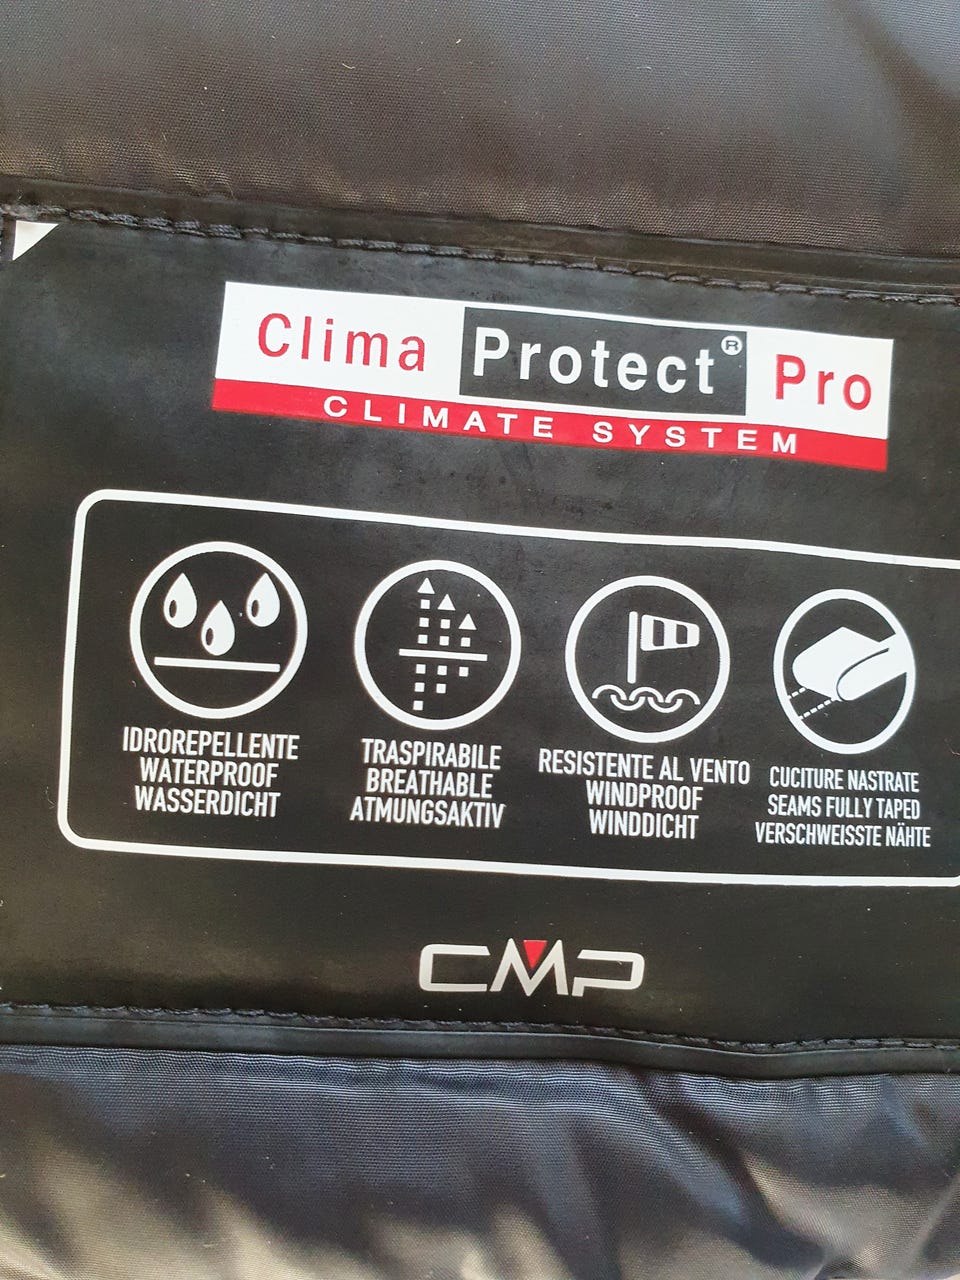 Clima Protect® Pro
CLIMATE SYSTEM
IDROREPELLENTE
WATERPROOF
WASSERDICHT
TRASPIRABILE
BREATHABLE
ATMUNGSAKTIV
RESISTENTE AL VENTO
WINDPROOF
WINDDICHT
CUCITURE NASTRATE
SEAMS FULLY TAPED
VERSCHWEISSTE NÄHTE
CMP